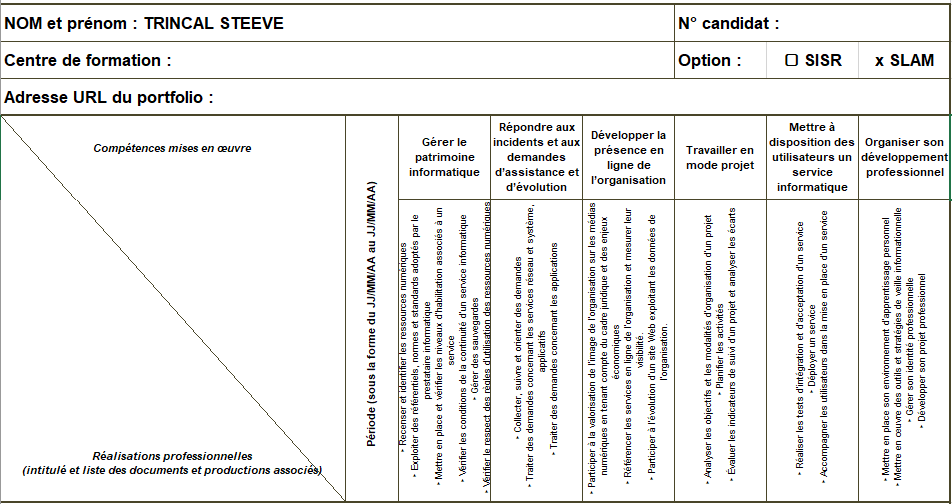 NOM et prénom : TRINCAL STEEVE
N° candidat :
Centre de formation :
Option :
☐ SISR
x SLAM
Adresse URL du portfolio :
Compétences mises en œuvre
Réalisations professionnelles
(intitulé et liste des documents et productions associés)
Période (sous la forme du JJ/MM/AA au JJ/MM/AA)
Gérer le
patrimoine
informatique
Répondre aux
incidents et aux
demandes
d'assistance et
d'évolution
Développer la
présence en
ligne de
l'organisation
Travailler en
mode projet
Mettre à
disposition des
utilisateurs un
service
informatique
Organiser son
développement
professionnel
‣ Recenser et identifier les ressources numériques
‣ Exploiter des référentiels, normes et standards adoptés par le
prestataire informatique
‣ Mettre en place et vérifier les niveaux d'habilitation associés à un
service
‣ Vérifier les conditions de la continuité d'un service informatique
‣ Gérer des sauvegardes
‣ Vérifier le respect des règles d'utilisation des ressources numériques
‣ Collecter, suivre et orienter des demandes
‣ Traiter des demandes concernant les services réseau et système,
applicatifs
‣ Traiter des demandes concernant les applications
‣ Participer à la valorisation de l'image de l'organisation sur les médias
numériques en tenant compte du cadre juridique et des enjeux
économiques
‣ Référencer les services en ligne de l'organisation et mesurer leur
visibilité.
‣ Participer à l'évolution d'un site Web exploitant les données de
l'organisation.
‣ Analyser les objectifs et les modalités d'organisation d'un projet
‣ Planifier les activités
‣ Évaluer les indicateurs de suivi d'un projet et analyser les écarts
‣ Réaliser les tests d'intégration et d'acceptation d'un service
‣ Déployer un service
‣ Accompagner les utilisateurs dans la mise en place d'un service
‣ Mettre en place son environnement d'apprentissage personnel
‣ Mettre en œuvre des outils et stratégies de veille informationnelle
‣ Gérer son identité professionnelle
‣ Développer son projet professionnel